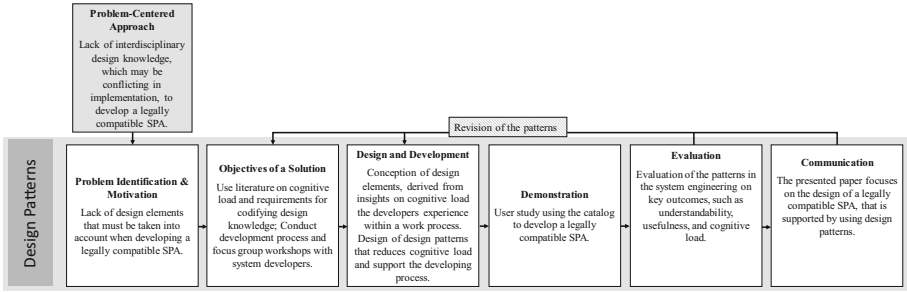 Problem-Centered
Approach
Lack of interdisciplinary
design knowledge,
which may be
conflicting in
implementation, to
develop a legally
compatible SPA.
Revision of the patterns
Design Patterns
Problem Identification &
Motivation
Lack of design elements
that must be taken into
account when developing a
legally compatible SPA.
Objectives of a Solution
Use literature on cognitive
load and requirements for
codifying design
knowledge; Conduct
development process and
focus group workshops with
system developers.
Design and Development
Conception of design
elements, derived from
insights on cognitive load
the developers experience
within a work process.
Design of design patterns
that reduces cognitive load
and support the developing
process.
Demonstration
User study using the catalog
to develop a legally
compatible SPA.
Evaluation
Evaluation of the patterns in
the system engineering on
key outcomes, such as
understandability,
usefulness, and cognitive
load.
Communication
The presented paper focuses
on the design of a legally
compatible SPA, that is
supported by using design
patterns.